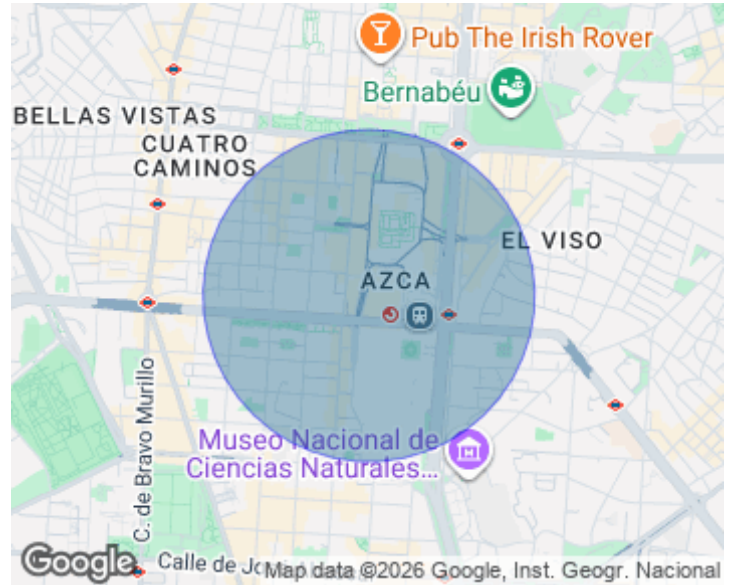 Pub The Irish Rover
Bernabéu
BELLAS VISTAS
CUATRO
CAMINOS
EL VISO
AZCA
C. de Bravo Murillo
Museo Nacional de
Ciencias Naturales...
Google
Calle de Jo
Map data ©2026 Google, Inst. Geogr. Nacional